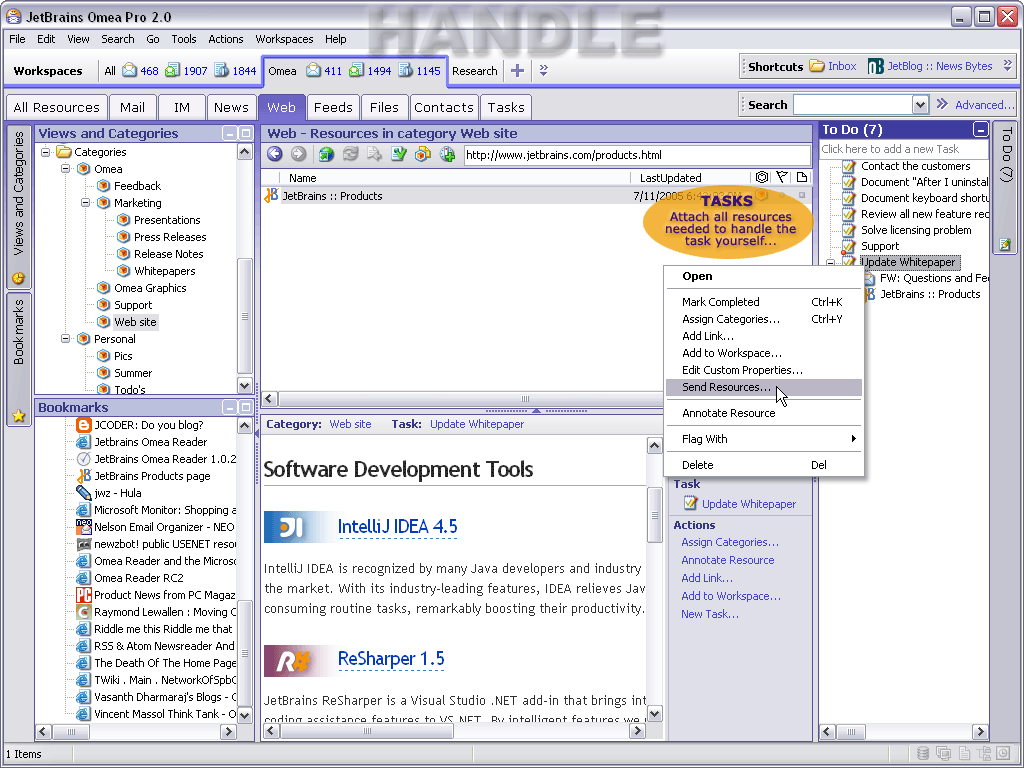 JetBrains Omea Pro 2.0
HANDLE
File Edit View Search Go Tools Actions Workspaces Help
Workspaces All 468 1907 1844 Omea 411 1494 1145 Research
Shortcuts Inbox JetBlog :: News Bytes
All Resources Mail IM News Web Feeds Files Contacts Tasks
Search Advanced...
Views and Categories
Bookmarks
Views and Categories
Categories
Omea
Feedback
Marketing
Presentations
Press Releases
Release Notes
Whitepapers
Omea Graphics
Support
Web site
Personal
Pics
Summer
Todo's
Bookmarks
JCODER: Do you blog?
Jetbrains Omea Reader
JetBrains Omea Reader 1.0.2
JetBrains Products page
jwz - Hula
Microsoft Monitor: Shopping a
Nelson Email Organizer - NEO
newzbot! public USENET resou
Omea Reader and the Microso
Omea Reader RC2
Product News from PC Magaz
Raymond Lewallen : Moving C
Riddle me this Riddle me that
RSS & Atom Newsreader And
The Death Of The Home Page
TWiki . Main . NetworkOfSpbC
Vasanth Dharmaraj's Blogs - C
Vincent Massol Think Tank - O
Web - Resources in category Web site
http://www.jetbrains.com/products.html
Name LastUpdated
JetBrains :: Products 7/11/2005
TASKS
Attach all resources
needed to handle the
task yourself...
Open
Mark Completed Ctrl+K
Assign Categories... Ctrl+Y
Add Link...
Add to Workspace...
Edit Custom Properties...
Send Resources...
Annotate Resource
Flag With
Delete Del
Category: Web site Task: Update Whitepaper
Software Development Tools
IntelliJ IDEA 4.5
IntelliJ IDEA is recognized by many Java developers and industry
the market. With its industry-leading features, IDEA relieves Jav
consuming routine tasks, remarkably boosting their productivity.
ReSharper 1.5
JetBrains ReSharper is a Visual Studio .NET add-in that brings int
coding assistance features to VS.NET. By intelligent features we
Task
Update Whitepaper
Actions
Assign Categories...
Annotate Resource
Add Link...
Add to Workspace...
New Task...
To Do (7)
Click here to add a new Task
Contact the customers
Document "After I uninstal
Document keyboard shortu
Review all new feature rec
Solve licensing problem
Support
Update Whitepaper
FW: Questions and Fee
JetBrains :: Products
To Do (7)
1 Items